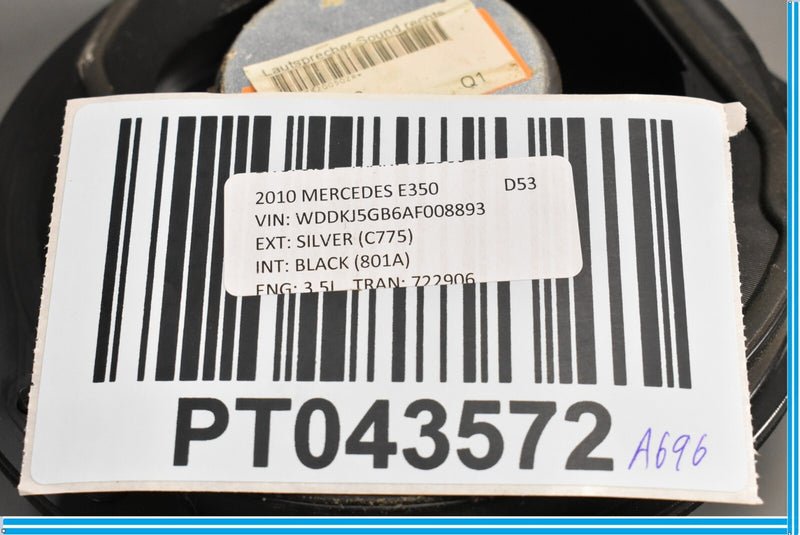 Lautsprecher Sound rechts
Q1
2010 MERCEDES E350 D53
VIN: WDDKJ5GB6AF008893
EXT: SILVER (C775)
INT: BLACK (801A)
ENG: 3.5L TRAN: 722906
PT043572
A696